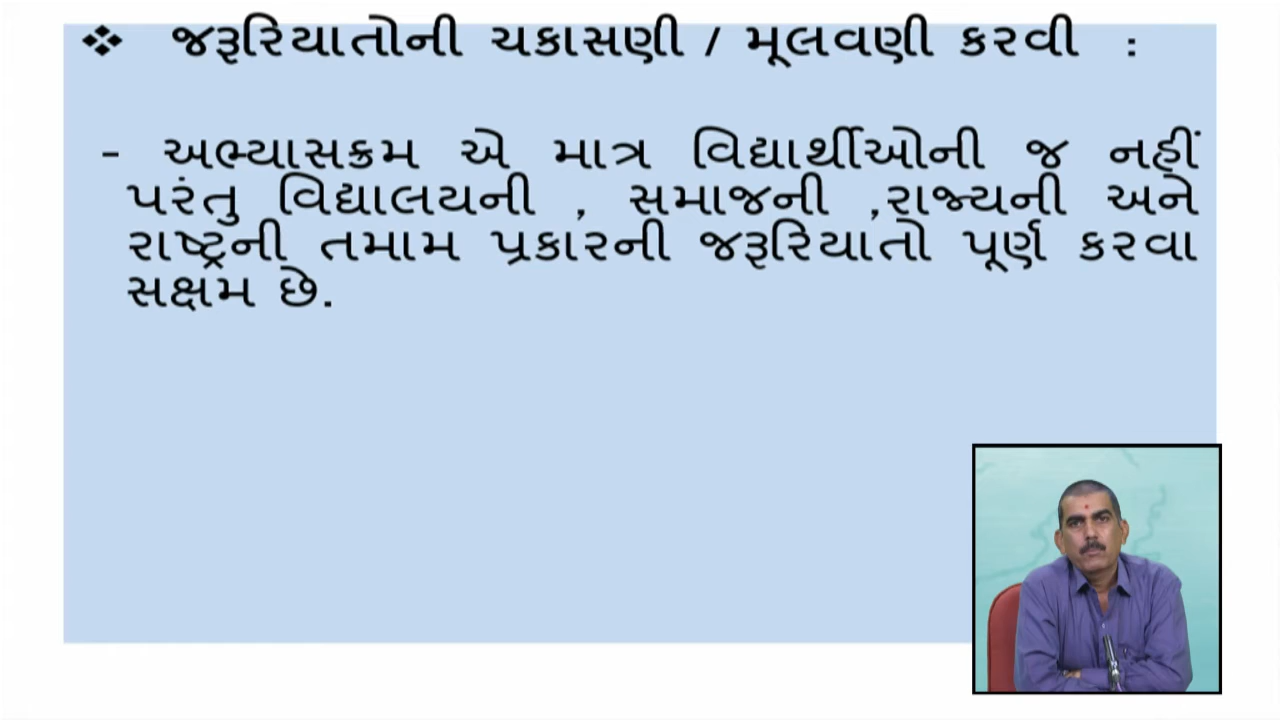 ❖ જરૂરિયાતોની ચકાસણી / મૂલવણી કરવી :
- અભ્યાસક્રમ એ માત્ર વિદ્યાર્થીઓની જ નહીં
પરંતુ વિદ્યાલયની , સમાજની ,રાજ્યની અને
રાષ્ટ્રની તમામ પ્રકારની જરૂરિયાતો પૂર્ણ કરવા
સક્ષમ છે.